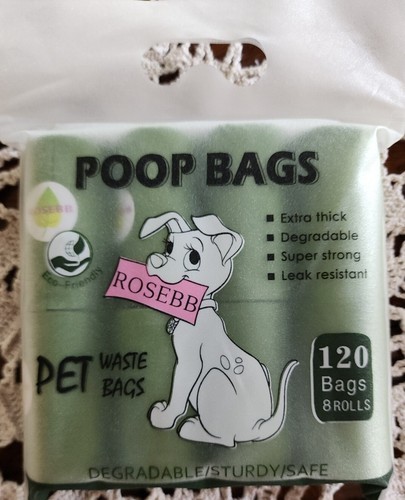 POOP BAGS
Extra thick
Degradable
Super strong
Leak resistant
Eco-Friendly
ROSEBB
PET WASTE
BAGS
120
Bags
8 ROLLS
DEGRADABLE/STURDY/SAFE